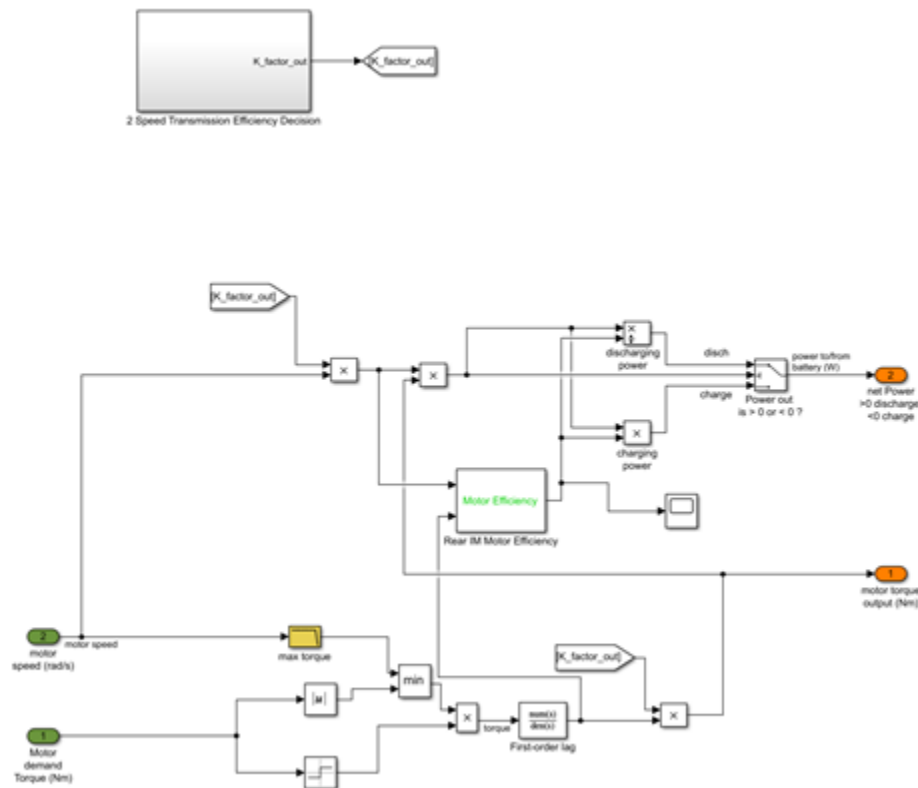 K_factor_out
[K_factor_out]
2 Speed Transmission Efficiency Decision
[K_factor_out]
×
×
×
÷
discharging
power
disch
charge
×
charging
power
Power out
is > 0 or < 0 ?
power to/from
battery (W)
2
net Power
>0 discharge
<0 charge
Motor Efficiency
Rear IM Motor Efficiency
1
motor torque
output (Nm)
2
motor
speed (rad/s)
motor speed
max torque
min
|u|
×
torque
num(s)
den(s)
First-order lag
[K_factor_out]
×
1
Motor
demand
Torque (Nm)